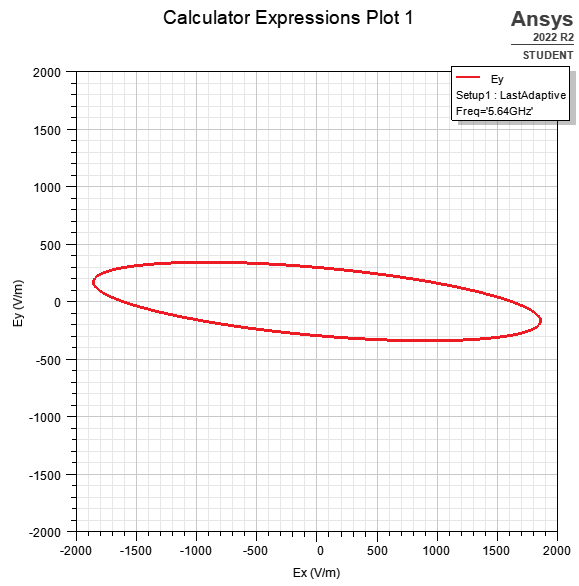 Calculator Expressions Plot 1
Ansys
2022 R2
STUDENT
Ey
Setup1 : LastAdaptive
Freq='5.64GHz'
2000
1500
1000
500
0
-500
-1000
-1500
-2000
Ey (V/m)
-2000 -1500 -1000 -500 0 500 1000 1500 2000
Ex (V/m)